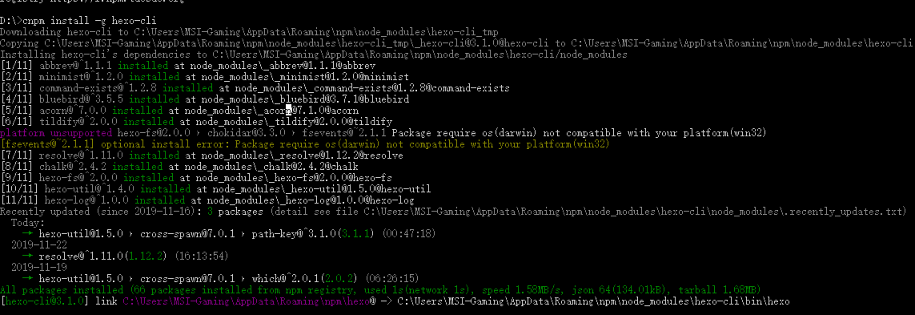 registry https://r.npm.taobao.org
D:\>cnpm install -g hexo-cli
Downloading hexo-cli to C:\Users\MSI-Gaming\AppData\Roaming\npm\node_modules\hexo-cli_tmp
Copying C:\Users\MSI-Gaming\AppData\Roaming\npm\node_modules\hexo-cli_tmp\_hexo-cli@3.1.0@hexo-cli to C:\Users\MSI-Gaming\AppData\Roaming\npm\node_modules\hexo-cli
Installing hexo-cli's dependencies to C:\Users\MSI-Gaming\AppData\Roaming\npm\node_modules\hexo-cli/node_modules
[1/11] abbrev@^1.1.1 installed at node_modules\_abbrev@1.1.1@abbrev
[2/11] minimist@^1.2.0 installed at node_modules\_minimist@1.2.0@minimist
[3/11] command-exists@^1.2.8 installed at node_modules\_command-exists@1.2.8@command-exists
[4/11] bluebird@^3.5.5 installed at node_modules\_bluebird@3.7.1@bluebird
[5/11] acorn@^7.0.0 installed at node_modules\_acorn@7.1.0@acorn
[6/11] tildify@^2.0.0 installed at node_modules\_tildify@2.0.0@tildify
platform unsupported hexo-fs@2.0.0 › chokidar@3.3.0 › fsevents@~2.1.1 Package require os(darwin) not compatible with your platform(win32)
[fsevents@~2.1.1] optional install error: Package require os(darwin) not compatible with your platform(win32)
[7/11] resolve@^1.11.0 installed at node_modules\_resolve@1.12.2@resolve
[8/11] chalk@^2.4.2 installed at node_modules\_chalk@2.4.2@chalk
[9/11] hexo-fs@^2.0.0 installed at node_modules\_hexo-fs@2.0.0@hexo-fs
[10/11] hexo-util@^1.4.0 installed at node_modules\_hexo-util@1.5.0@hexo-util
[11/11] hexo-log@^1.0.0 installed at node_modules\_hexo-log@1.0.0@hexo-log
Recently updated (since 2019-11-16): 3 packages (detail see file C:\Users\MSI-Gaming\AppData\Roaming\npm\node_modules\hexo-cli\node_modules\.recently_updates.txt)
Today:
→ hexo-util@1.5.0 › cross-spawn@7.0.1 › path-key@^3.1.0(3.1.1) (00:47:18)
2019-11-22
→ resolve@^1.11.0(1.12.2) (16:13:54)
2019-11-19
→ hexo-util@1.5.0 › cross-spawn@7.0.1 › which@^2.0.1(2.0.2) (06:26:15)
All packages installed (66 packages installed from npm registry, used 1s(network 1s), speed 1.58MB/s, json 64(134.01kB), tarball 1.68MB)
[hexo-cli@3.1.0] link C:\Users\MSI-Gaming\AppData\Roaming\npm\hexo@ -> C:\Users\MSI-Gaming\AppData\Roaming\npm\node_modules\hexo-cli\bin\hexo